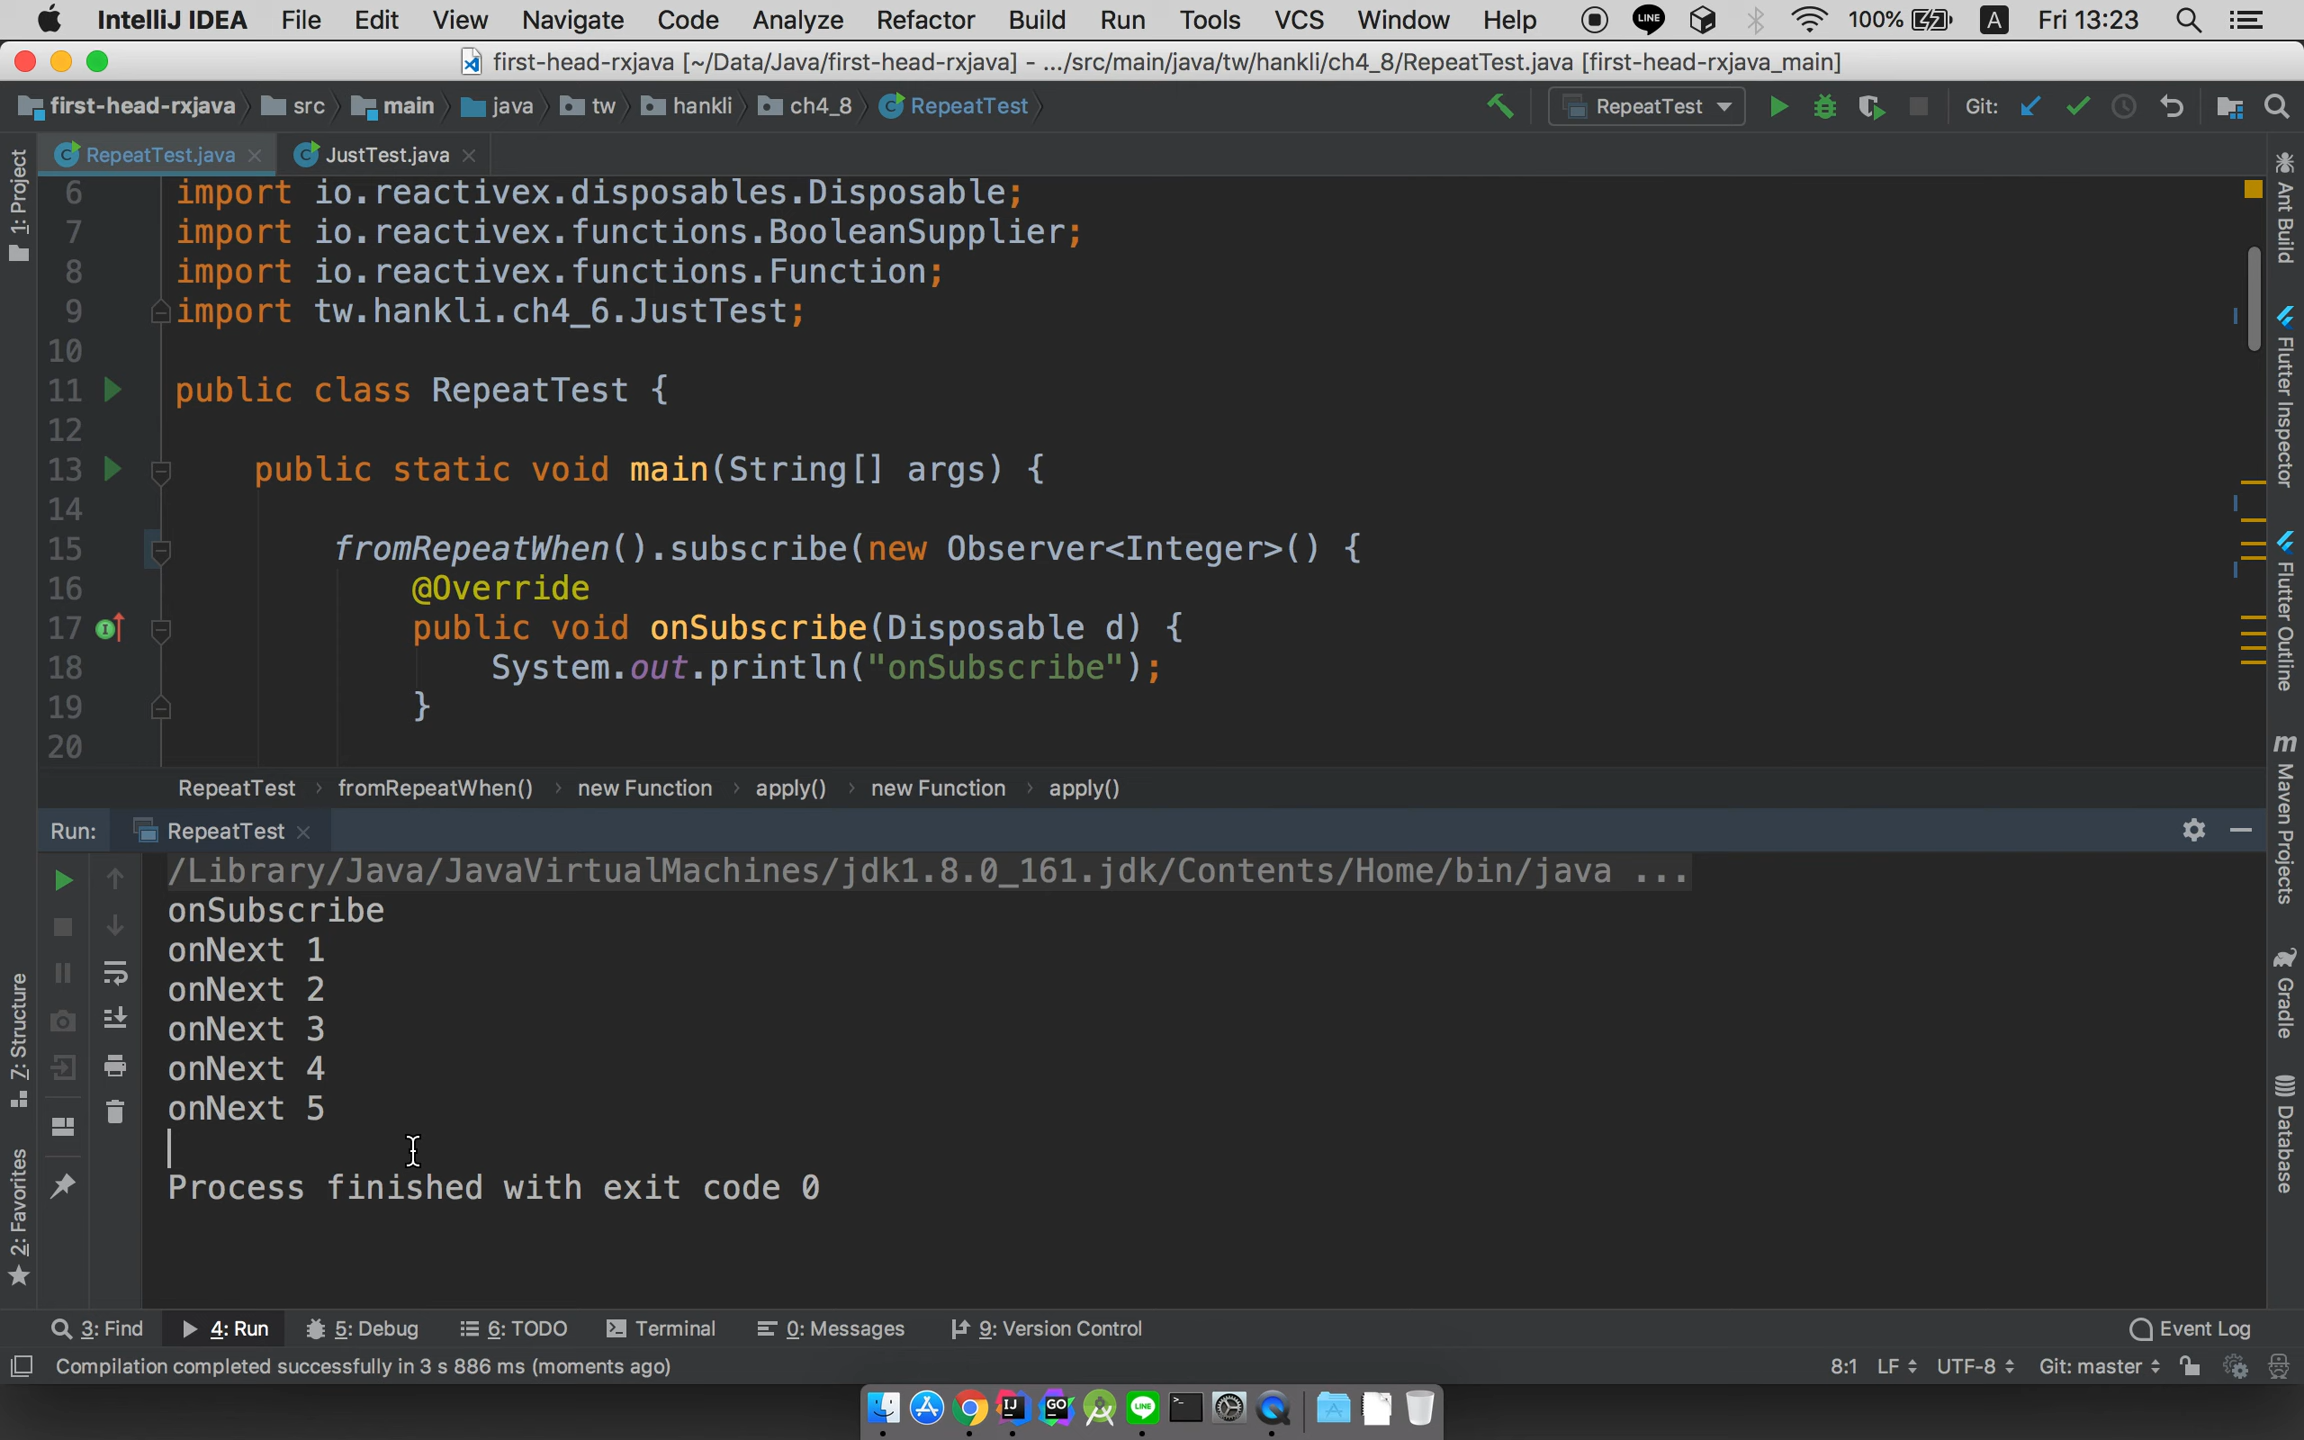 IntelliJ IDEA File Edit View Navigate Code Analyze Refactor Build Run Tools VCS Window Help LINE 100% A Fri 13:23
first-head-rxjava [~/Data/Java/first-head-rxjava] - .../src/main/java/tw/hankli/ch4_8/RepeatTest.java [first-head-rxjava_main]
first-head-rxjava src main java tw hankli ch4_8 RepeatTest RepeatTest Git:
RepeatTest.java JustTest.java
6 import io.reactivex.disposables.Disposable;
7 import io.reactivex.functions.BooleanSupplier;
8 import io.reactivex.functions.Function;
9 import tw.hankli.ch4_6.JustTest;
10
11 public class RepeatTest {
12
13 public static void main(String[] args) {
14
15 fromRepeatWhen().subscribe(new Observer<Integer>() {
16 @Override
17 public void onSubscribe(Disposable d) {
18 System.out.println("onSubscribe");
19 }
20
RepeatTest fromRepeatWhen() new Function apply() new Function apply()
Run: RepeatTest
/Library/Java/JavaVirtualMachines/jdk1.8.0_161.jdk/Contents/Home/bin/java ...
onSubscribe
onNext 1
onNext 2
onNext 3
onNext 4
onNext 5
Process finished with exit code 0
3: Find 4: Run 5: Debug 6: TODO Terminal 0: Messages 9: Version Control Event Log
Compilation completed successfully in 3 s 886 ms (moments ago) 8:1 LF UTF-8 Git: master
1: Project
7: Structure
2: Favorites
Ant Build
Flutter Inspector
Flutter Outline
m Maven Projects
Gradle
Database
IJ GO LINE